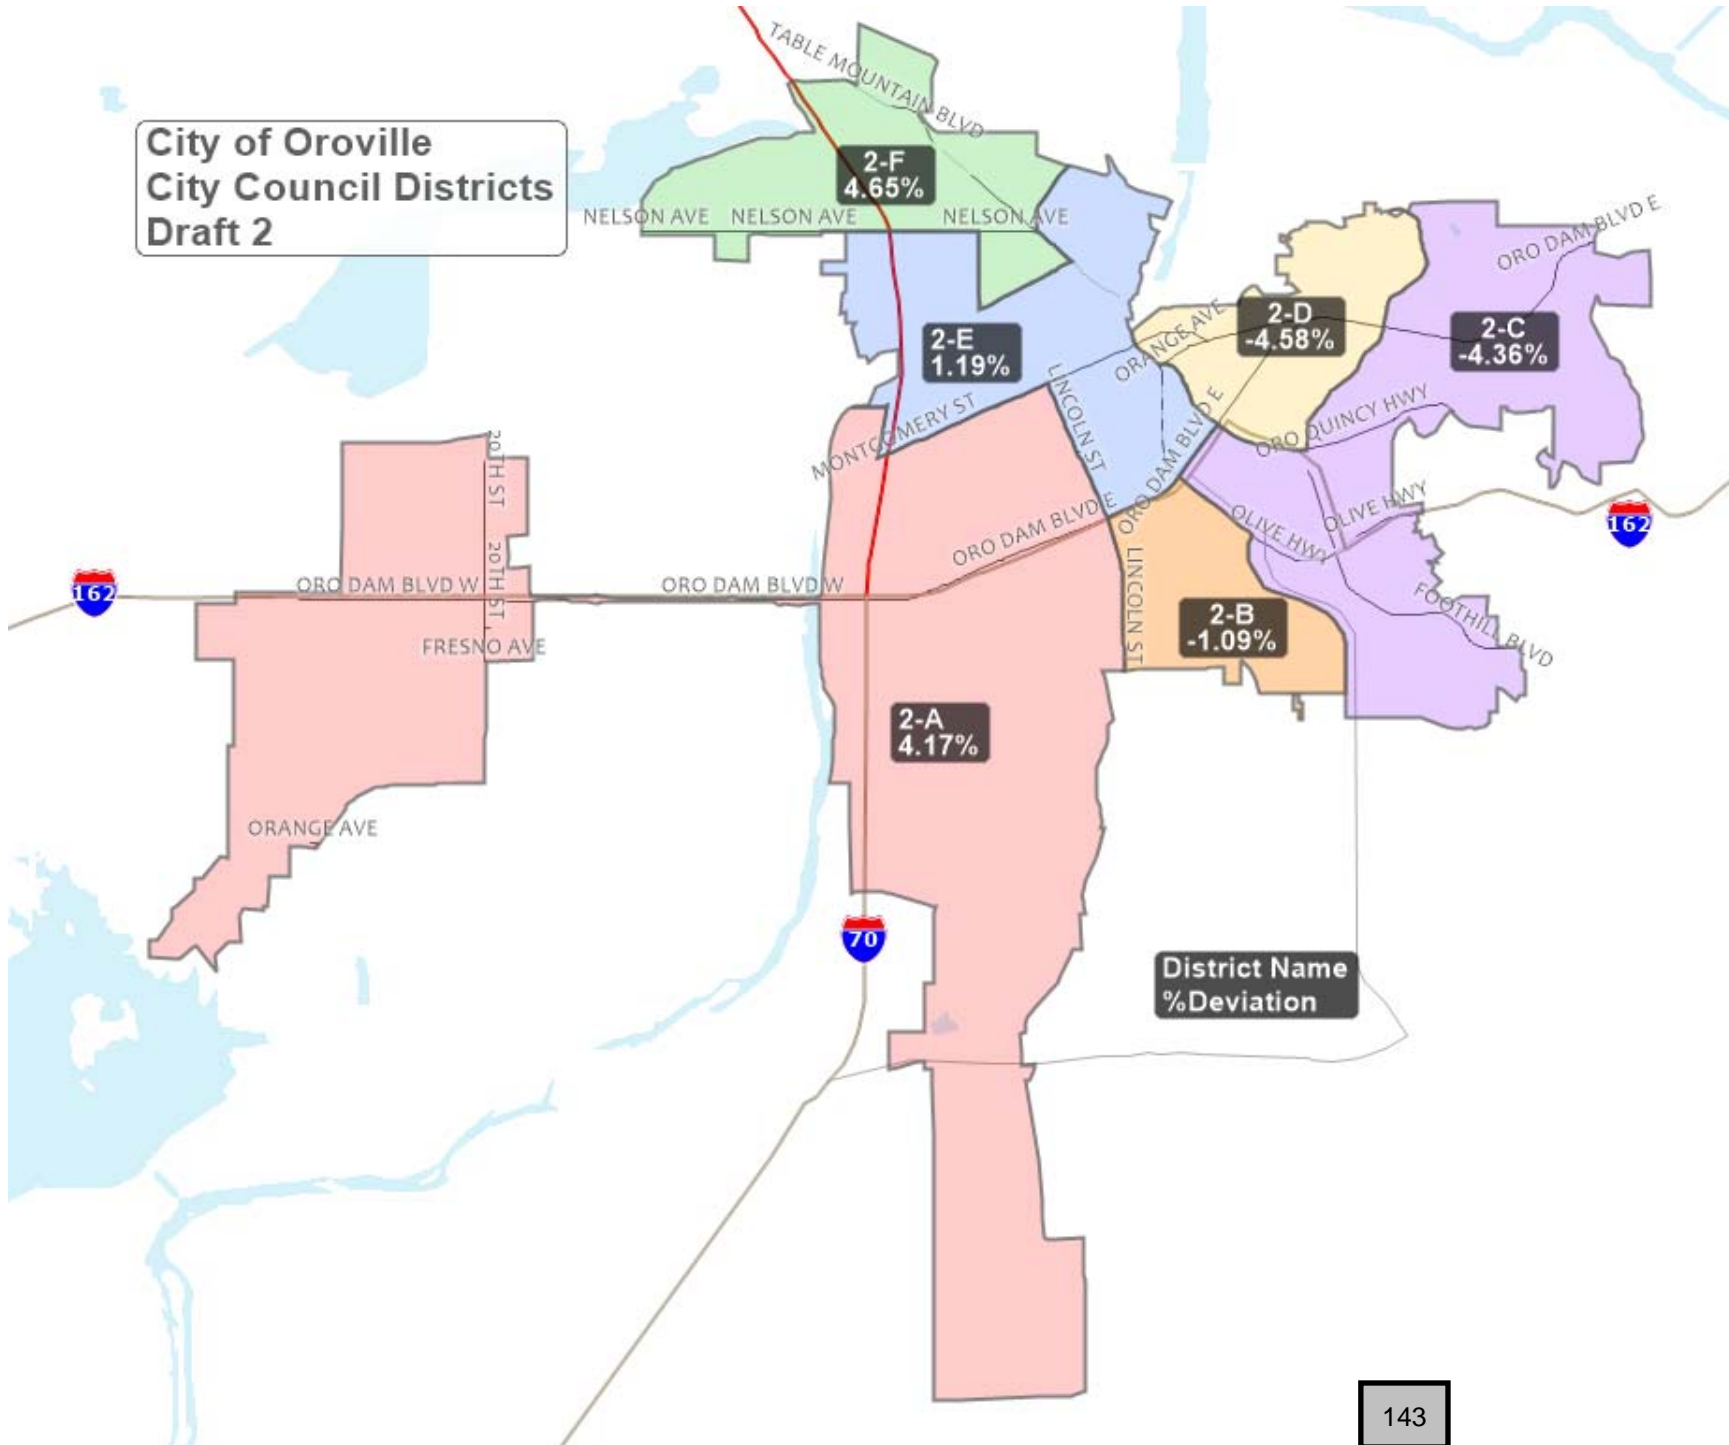 TABLE MOUNTAIN BLVD
City of Oroville
City Council Districts
Draft 2
2-F
4.65%
NELSON AVE
NELSON AVE
NELSON AVE
ORO DAM BLVD E
2-D
-4.58%
2-C
-4.36%
ORANGE AVE
2-E
1.19%
LINCOLN ST
MONTGOMERY ST
ORO DAM BLVD E
ORO QUINCY HWY
20TH ST
OLIVE HWY
OLIVE HWY
162
ORO DAM BLVD E
20TH ST
LINCOLN ST
162
ORO DAM BLVD W
ORO DAM BLVD W
2-B
-1.09%
FOOTHILL BLVD
FRESNO AVE
2-A
4.17%
ORANGE AVE
70
District Name
%Deviation
143